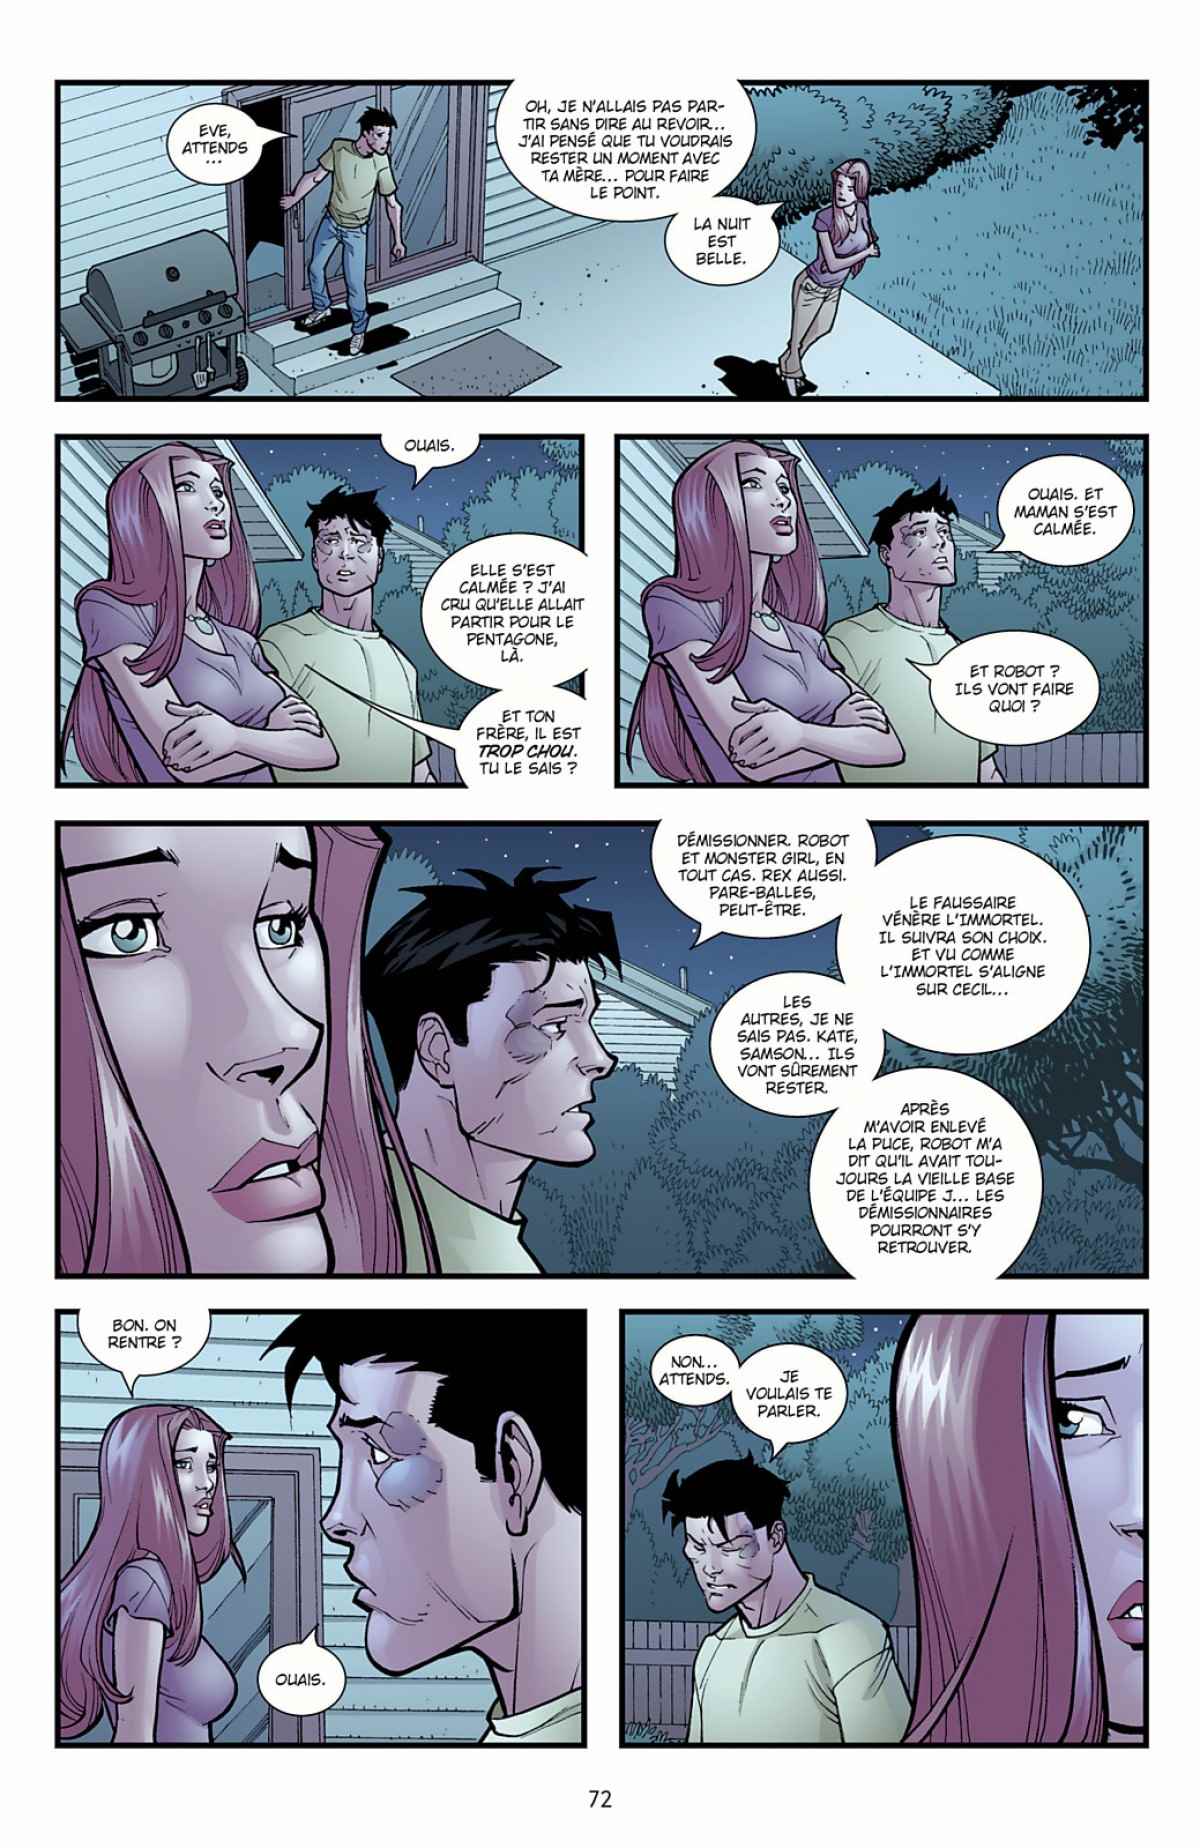 EVE,
ATTENDS
...
OH, JE N'ALLAIS PAS PAR-
TIR SANS DIRE AU REVOIR...
J'AI PENSÉ QUE TU VOUDRAIS
RESTER UN MOMENT AVEC
TA MÈRE... POUR FAIRE
LE POINT.
LA NUIT
EST
BELLE.
OUAIS.
ELLE S'EST
CALMÉE ? J'AI
CRU QU'ELLE ALLAIT
PARTIR POUR LE
PENTAGONE,
LÀ.
ET TON
FRÈRE, IL EST
TROP CHOU.
TU LE SAIS ?
OUAIS. ET
MAMAN S'EST
CALMÉE.
ET ROBOT ?
ILS VONT FAIRE
QUOI ?
DÉMISSIONNER. ROBOT
ET MONSTER GIRL, EN
TOUT CAS. REX AUSSI.
PARE-BALLES,
PEUT-ÊTRE.
LE FAUSSAIRE
VÉNÈRE L'IMMORTEL.
IL SUIVRA SON CHOIX.
ET VU COMME
L'IMMORTEL S'ALIGNE
SUR CECIL...
LES
AUTRES, JE NE
SAIS PAS. KATE,
SAMSON... ILS
VONT SÛREMENT
RESTER.
APRÈS
M'AVOIR ENLEVÉ
LA PUCE, ROBOT M'A
DIT QU'IL AVAIT TOU-
JOURS LA VIEILLE BASE
DE L'ÉQUIPE J... LES
DÉMISSIONNAIRES
POURRONT S'Y
RETROUVER.
BON. ON
RENTRE ?
OUAIS.
NON...
ATTENDS.
JE
VOULAIS TE
PARLER.
72